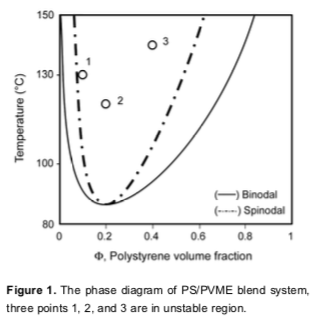 150
130
100
80
Temperature (°C)
1
2
3
(—) Binodal
(-·-·-) Spinodal
0
0.2
0.4
0.6
0.8
1
Φ, Polystyrene volume fraction
Figure 1. The phase diagram of PS/PVME blend system,
three points 1, 2, and 3 are in unstable region.